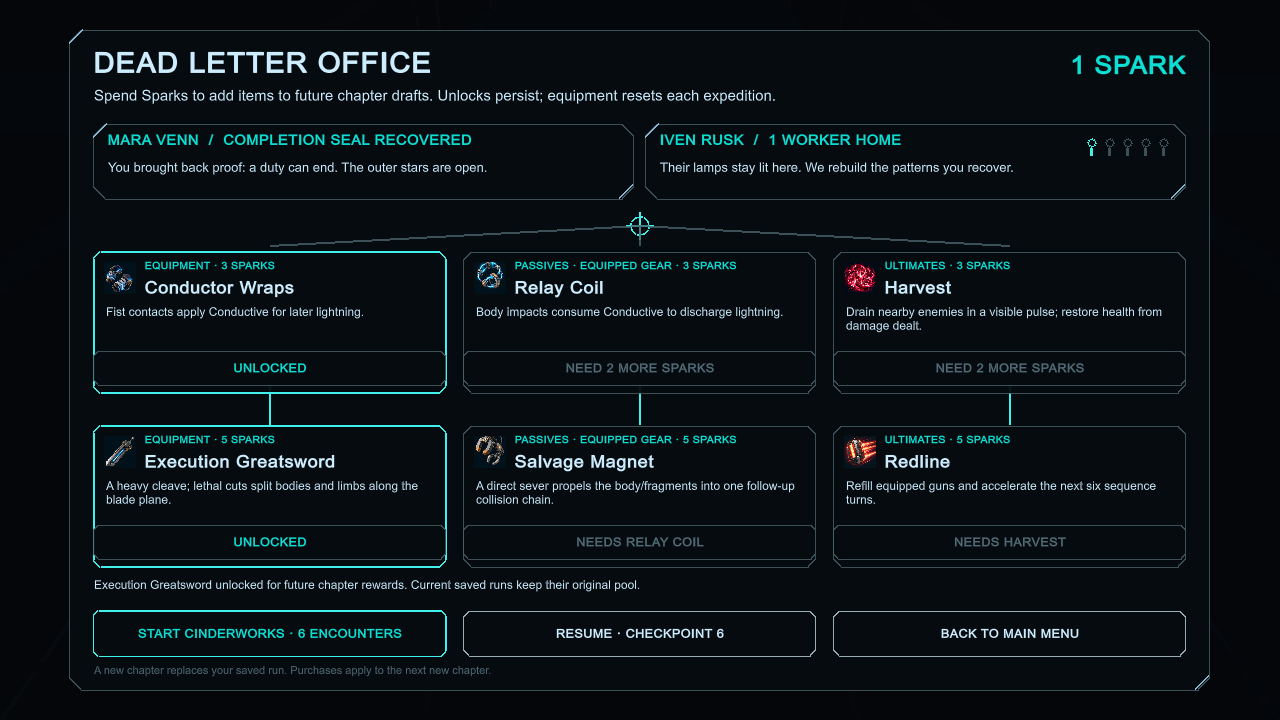 DEAD LETTER OFFICE
1 SPARK
Spend Sparks to add items to future chapter drafts. Unlocks persist; equipment resets each expedition.
MARA VENN / COMPLETION SEAL RECOVERED
You brought back proof: a duty can end. The outer stars are open.
IVEN RUSK / 1 WORKER HOME
Their lamps stay lit here. We rebuild the patterns you recover.
EQUIPMENT · 3 SPARKS
Conductor Wraps
Fist contacts apply Conductive for later lightning.
UNLOCKED
PASSIVES · EQUIPPED GEAR · 3 SPARKS
Relay Coil
Body impacts consume Conductive to discharge lightning.
NEED 2 MORE SPARKS
ULTIMATES · 3 SPARKS
Harvest
Drain nearby enemies in a visible pulse; restore health from
damage dealt.
NEED 2 MORE SPARKS
EQUIPMENT · 5 SPARKS
Execution Greatsword
A heavy cleave; lethal cuts split bodies and limbs along the
blade plane.
UNLOCKED
PASSIVES · EQUIPPED GEAR · 5 SPARKS
Salvage Magnet
A direct sever propels the body/fragments into one follow-up
collision chain.
NEEDS RELAY COIL
ULTIMATES · 5 SPARKS
Redline
Refill equipped guns and accelerate the next six sequence
turns.
NEEDS HARVEST
Execution Greatsword unlocked for future chapter rewards. Current saved runs keep their original pool.
START CINDERWORKS · 6 ENCOUNTERS
RESUME · CHECKPOINT 6
BACK TO MAIN MENU
A new chapter replaces your saved run. Purchases apply to the next new chapter.